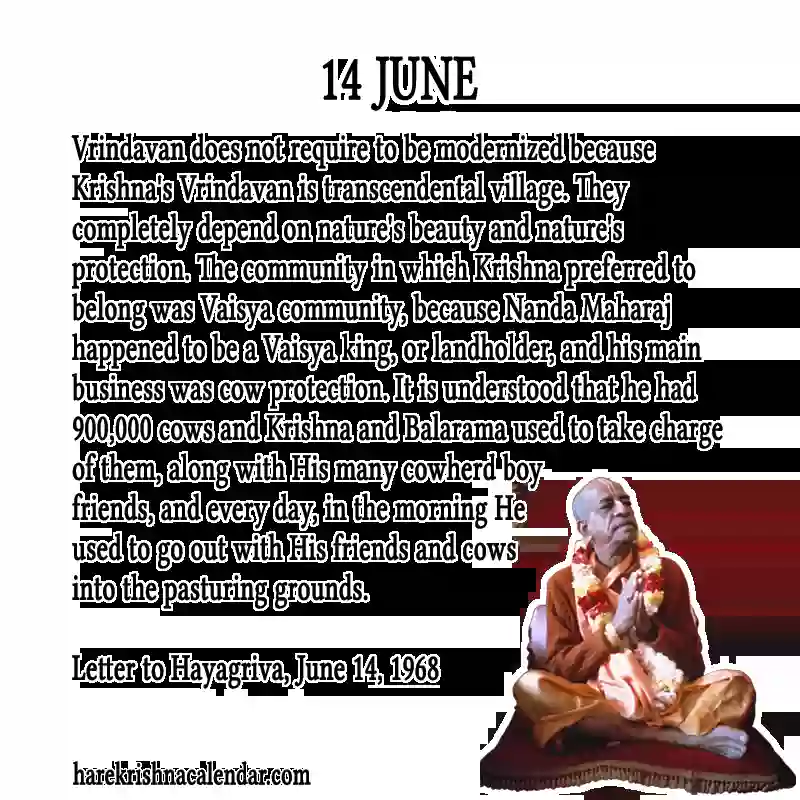 14 JUNE
Vrindavan does not require to be modernized because
Krishna's Vrindavan is transcendental village. They
completely depend on nature's beauty and nature's
protection. The community in which Krishna preferred to
belong was Vaisya community, because Nanda Maharaj
happened to be a Vaisya king, or landholder, and his main
business was cow protection. It is understood that he had
900,000 cows and Krishna and Balarama used to take charge
of them, along with His many cowherd boy
friends, and every day, in the morning He
used to go out with His friends and cows
into the pasturing grounds.
Letter to Hayagriva, June 14, 1968
harekrishnacalendar.com